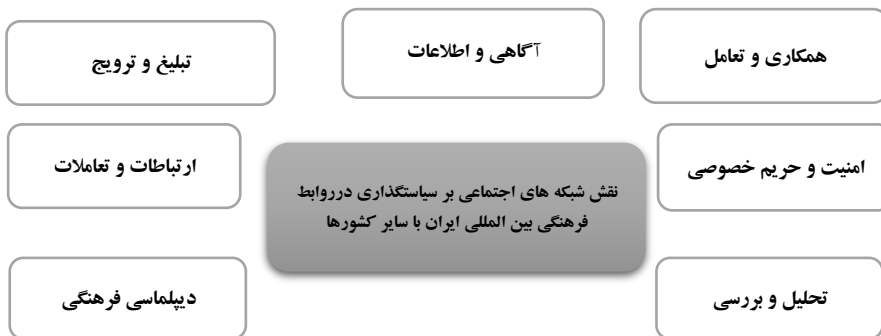 همکاری و تعامل
آگاهی و اطلاعات
تبلیغ و ترویج
امنیت و حریم خصوصی
ارتباطات و تعاملات
نقش شبکه های اجتماعی بر سیاستگذاری درروابط
فرهنگی بین المللی ایران با سایر کشورها
تحلیل و بررسی
دیپلماسی فرهنگی